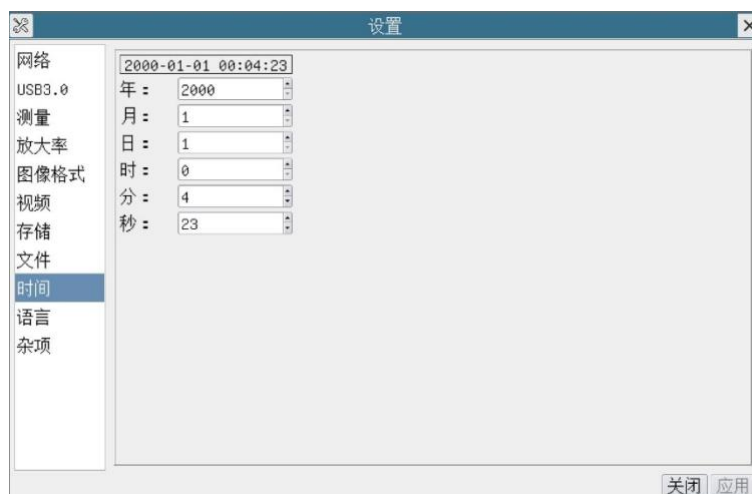 设置
网络
USB3.0
测量
放大率
图像格式
视频
存储
文件
时间
语言
杂项
2000-01-01 00:04:23
年: 2000
月: 1
日: 1
时: 0
分: 4
秒: 23
关闭 应用